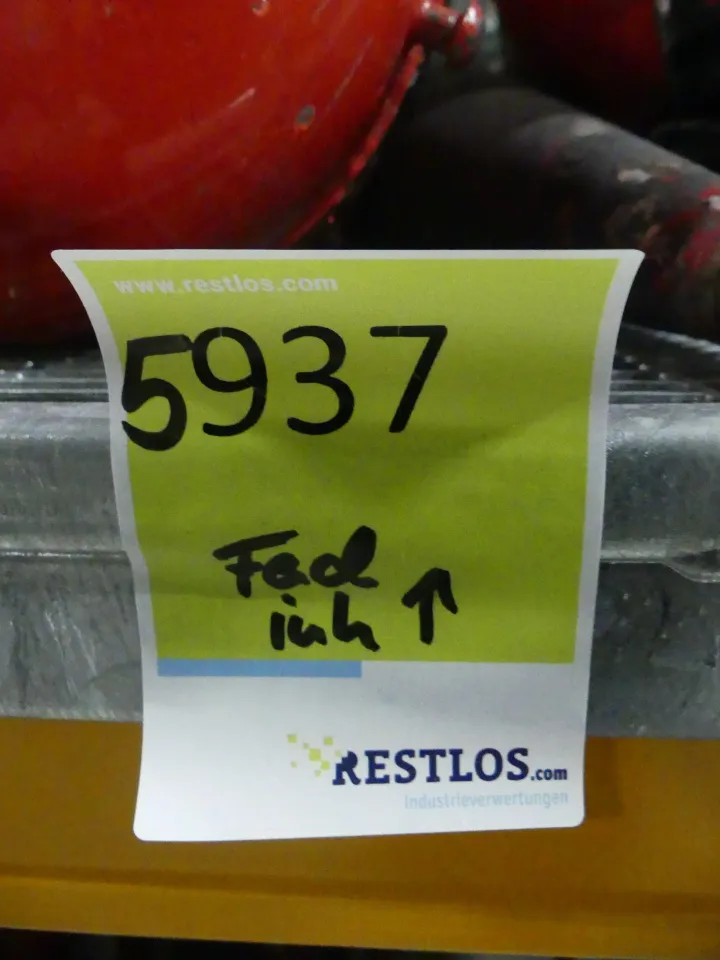 www.restlos.com
5937
Fach
inh ↑
RESTLOS.com
Industrieverwertungen